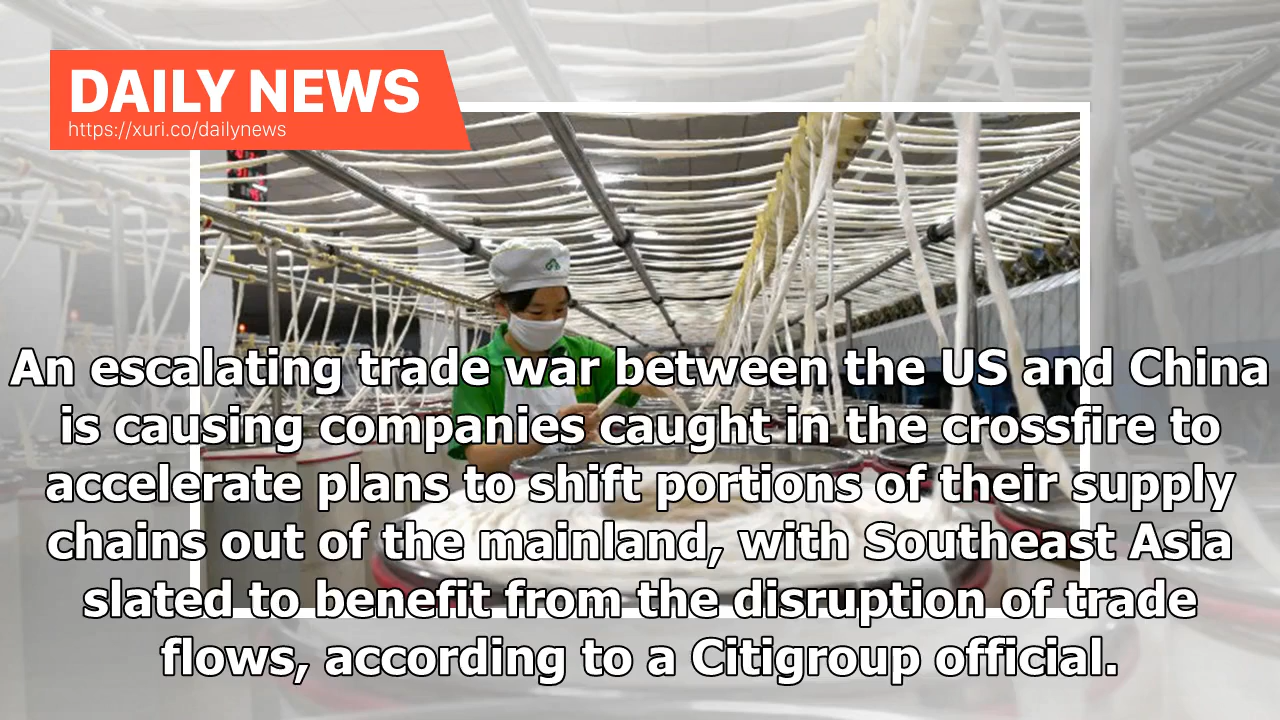 DAILY NEWS
https://xuri.co/dailynews
An escalating trade war between the US and China
is causing companies caught in the crossfire to
accelerate plans to shift portions of their supply
chains out of the mainland, with Southeast Asia
slated to benefit from the disruption of trade
flows, according to a Citigroup official.